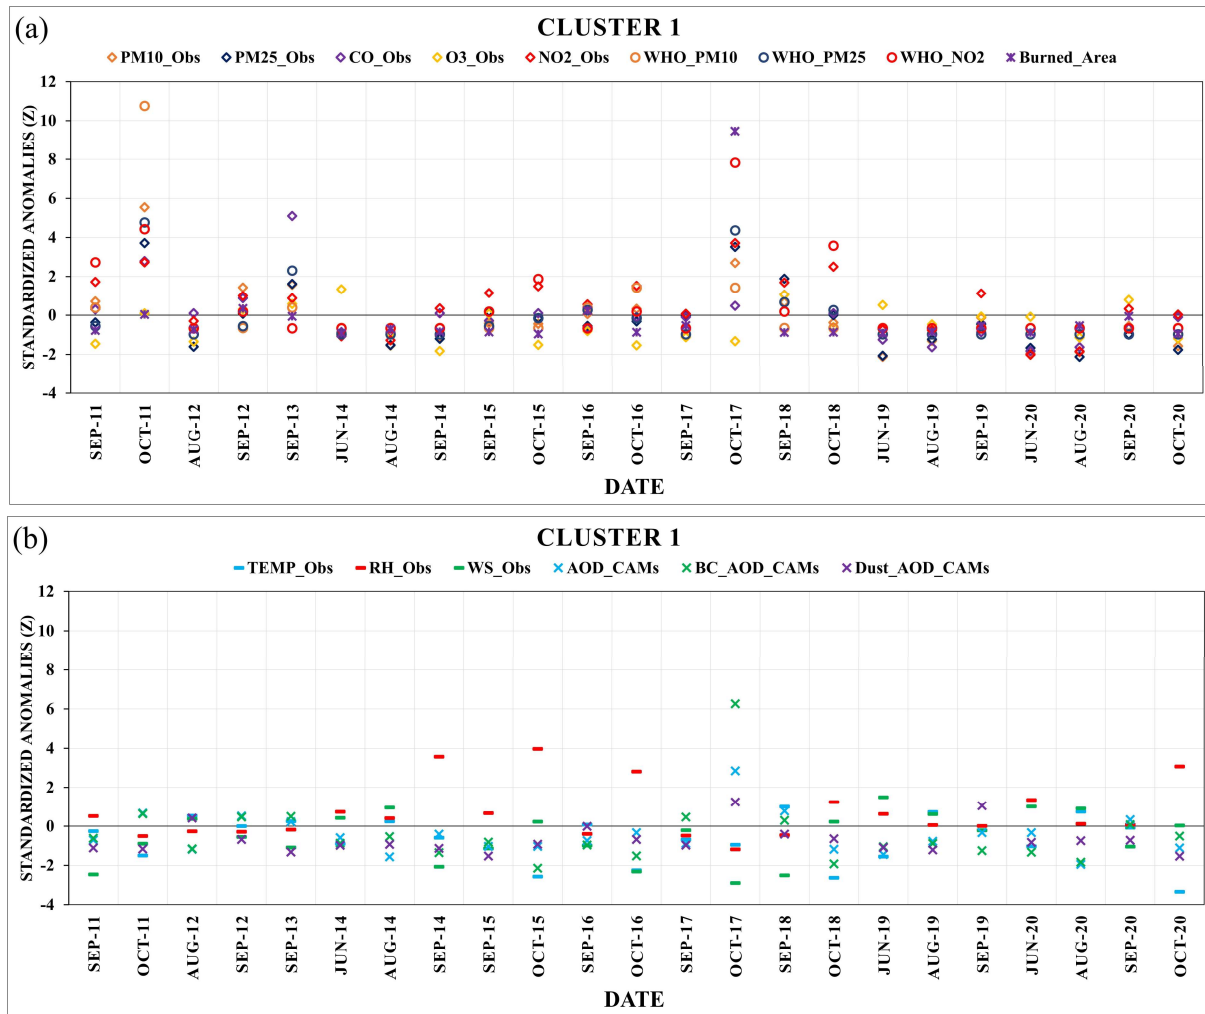 (a)
CLUSTER 1
PM10_Obs PM25_Obs CO_Obs O3_Obs NO2_Obs WHO_PM10 WHO_PM25 WHO_NO2 Burned_Area
STANDARDIZED ANOMALIES (Z)
12
10
8
6
4
2
0
-2
-4
SEP-11 OCT-11 AUG-12 SEP-12 SEP-13 JUN-14 AUG-14 SEP-14 SEP-15 OCT-15 SEP-16 OCT-16 SEP-17 OCT-17 SEP-18 OCT-18 JUN-19 AUG-19 SEP-19 JUN-20 AUG-20 SEP-20 OCT-20
DATE
(b)
CLUSTER 1
TEMP_Obs RH_Obs WS_Obs AOD_CAMs BC_AOD_CAMs Dust_AOD_CAMs
STANDARDIZED ANOMALIES (Z)
12
10
8
6
4
2
0
-2
-4
SEP-11 OCT-11 AUG-12 SEP-12 SEP-13 JUN-14 AUG-14 SEP-14 SEP-15 OCT-15 SEP-16 OCT-16 SEP-17 OCT-17 SEP-18 OCT-18 JUN-19 AUG-19 SEP-19 JUN-20 AUG-20 SEP-20 OCT-20
DATE